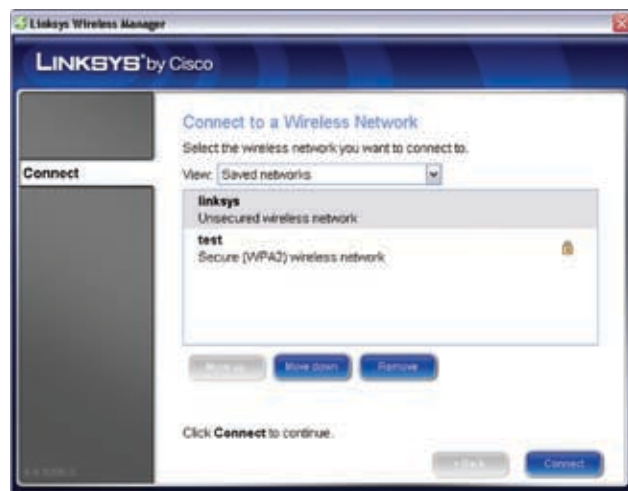 Linksys Wireless Manager
LINKSYS® by Cisco
Connect to a Wireless Network
Select the wireless network you want to connect to.
Connect
View: Saved networks
linksys
Unsecured wireless network
test
Secure (WPA2) wireless network
Move up
Move down
Remove
Click Connect to continue.
Back
Connect